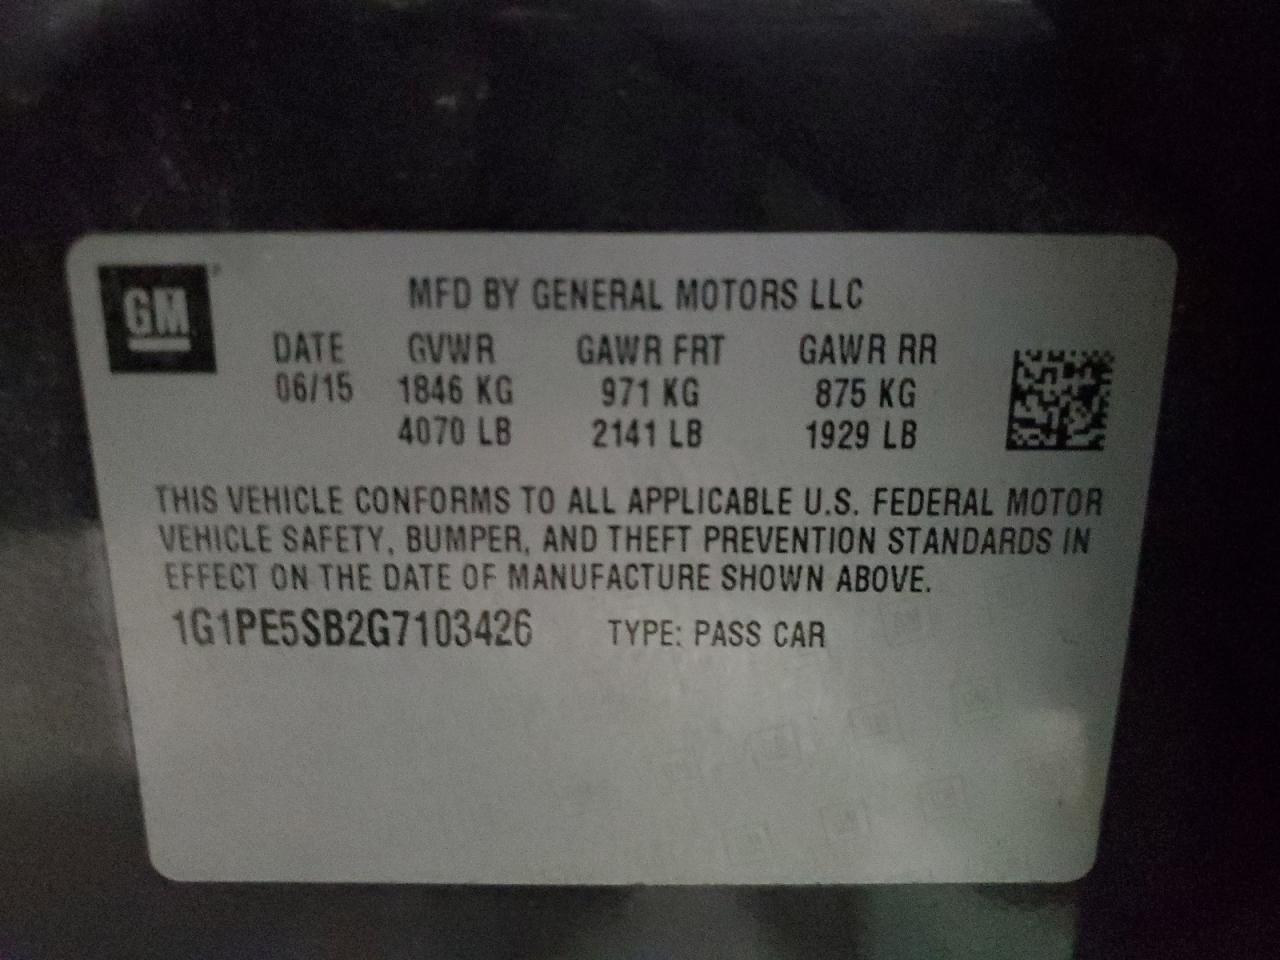 GM
MFD BY GENERAL MOTORS LLC
DATE GVWR GAWR FRT GAWR RR
06/15 1846 KG 971 KG 875 KG
4070 LB 2141 LB 1929 LB
THIS VEHICLE CONFORMS TO ALL APPLICABLE U.S. FEDERAL MOTOR
VEHICLE SAFETY, BUMPER, AND THEFT PREVENTION STANDARDS IN
EFFECT ON THE DATE OF MANUFACTURE SHOWN ABOVE.
1G1PE5SB2G7103426 TYPE: PASS CAR